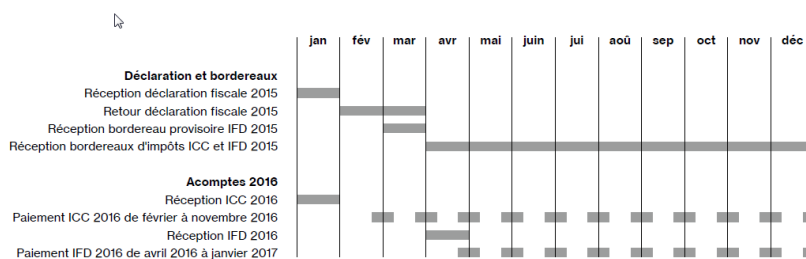 jan fév mar avr mai juin jui aoû sep oct nov déc
Déclaration et bordereaux
Réception déclaration fiscale 2015
Retour déclaration fiscale 2015
Réception bordereau provisoire IFD 2015
Réception bordereaux d'impôts ICC et IFD 2015
Acomptes 2016
Réception ICC 2016
Paiement ICC 2016 de février à novembre 2016
Réception IFD 2016
Paiement IFD 2016 de avril 2016 à janvier 2017